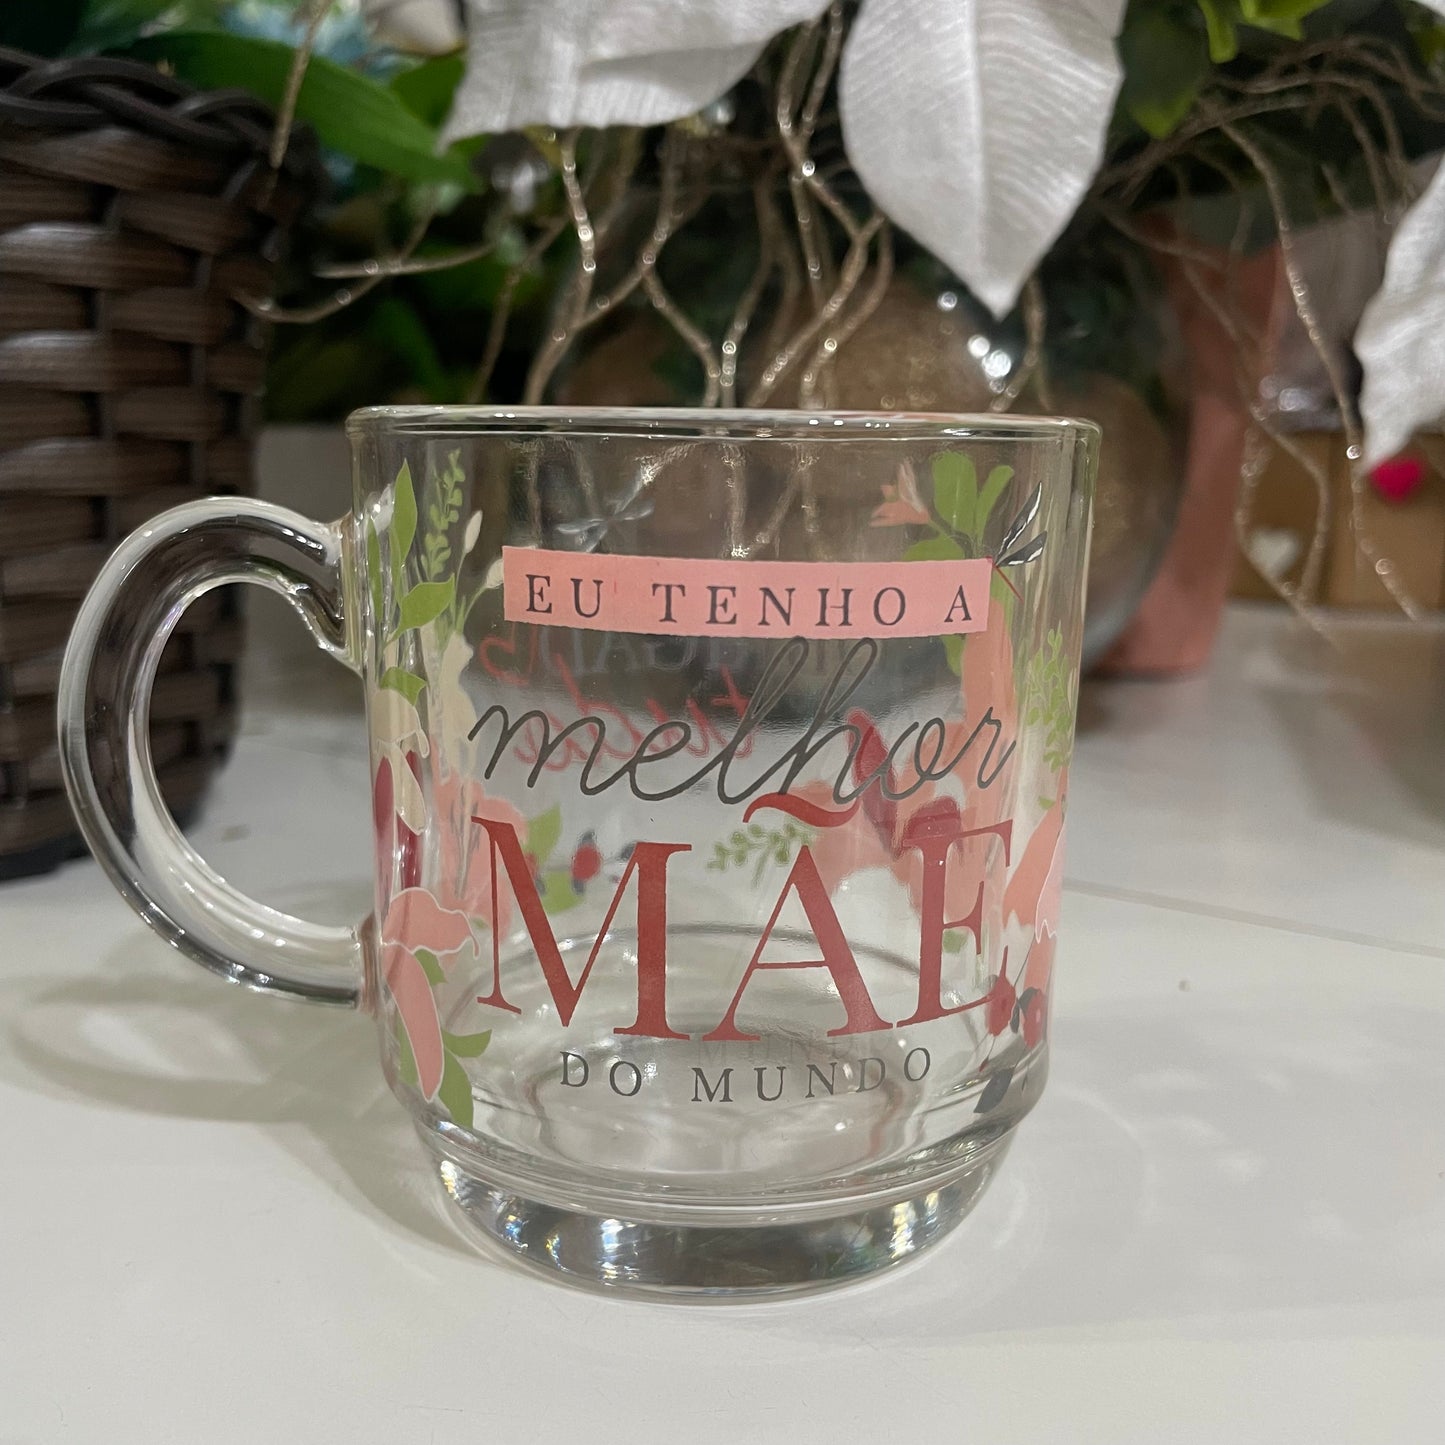 EU TENHO A
melhor
MÃE
DO MUNDO